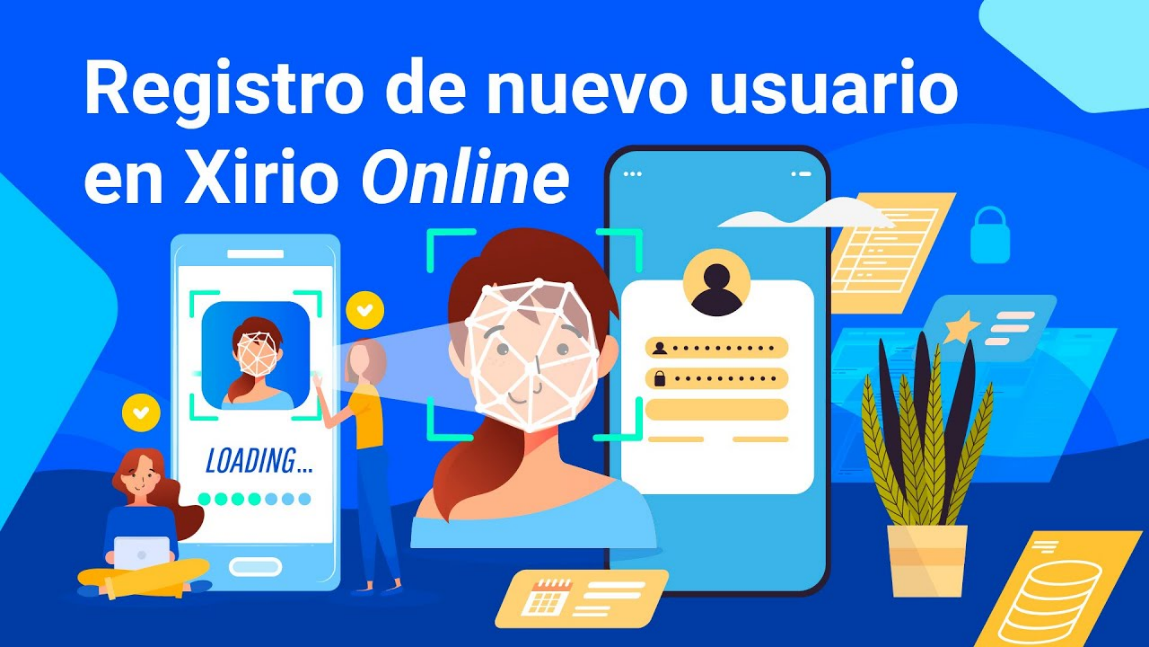 Registro de nuevo usuario
en Xirio Online
LOADING...